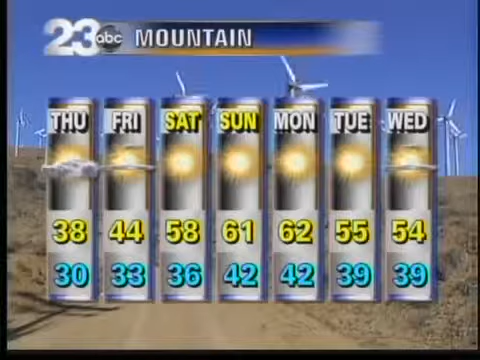 23 abc MOUNTAIN
THU FRI SAT SUN MON TUE WED
38 44 58 61 62 55 54
30 33 36 42 42 39 39